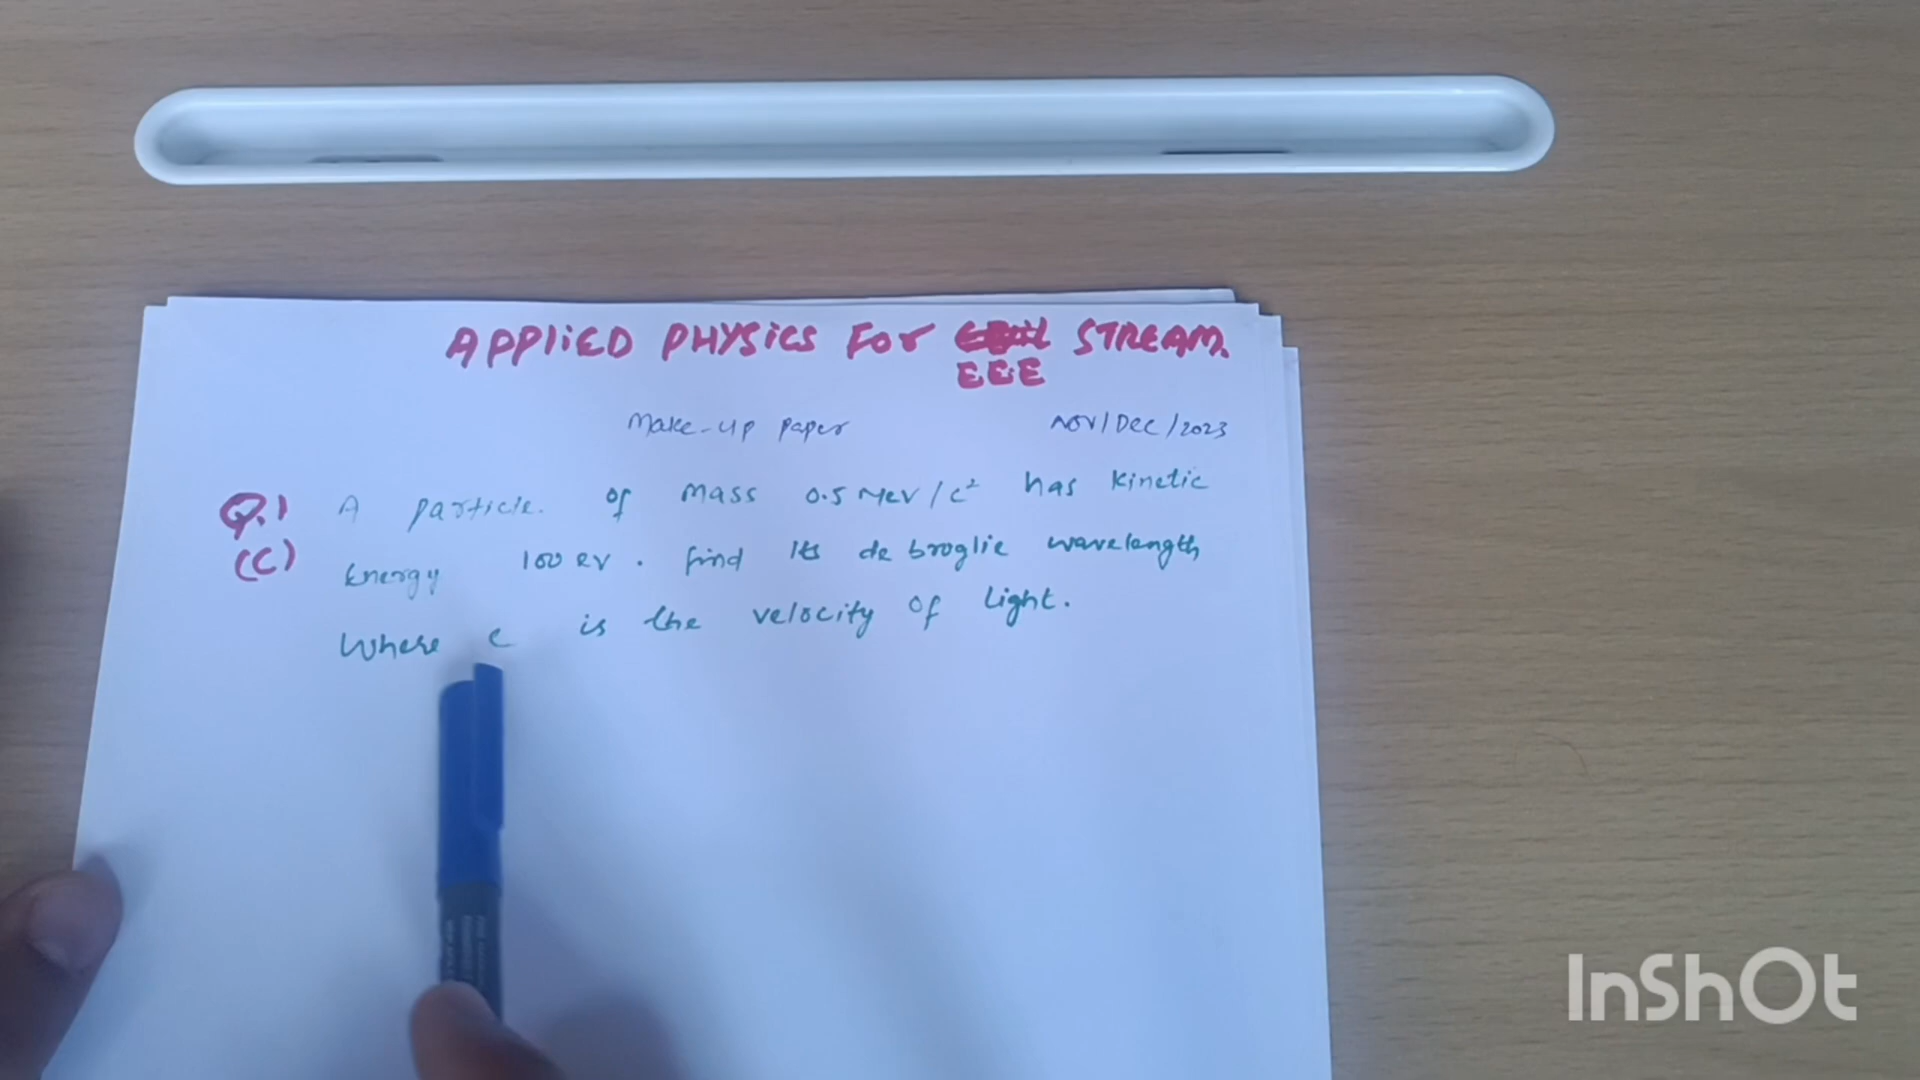 APPLIED PHYSICS FOR STREAM.
EEE
Make-up paper Nov/Dec/2023
Q.1 A particle. of mass 0.5 MeV/c² has kinetic
(C) Energy 100 ev. find its de broglie wavelength
Where c is the velocity of light.
InShOt